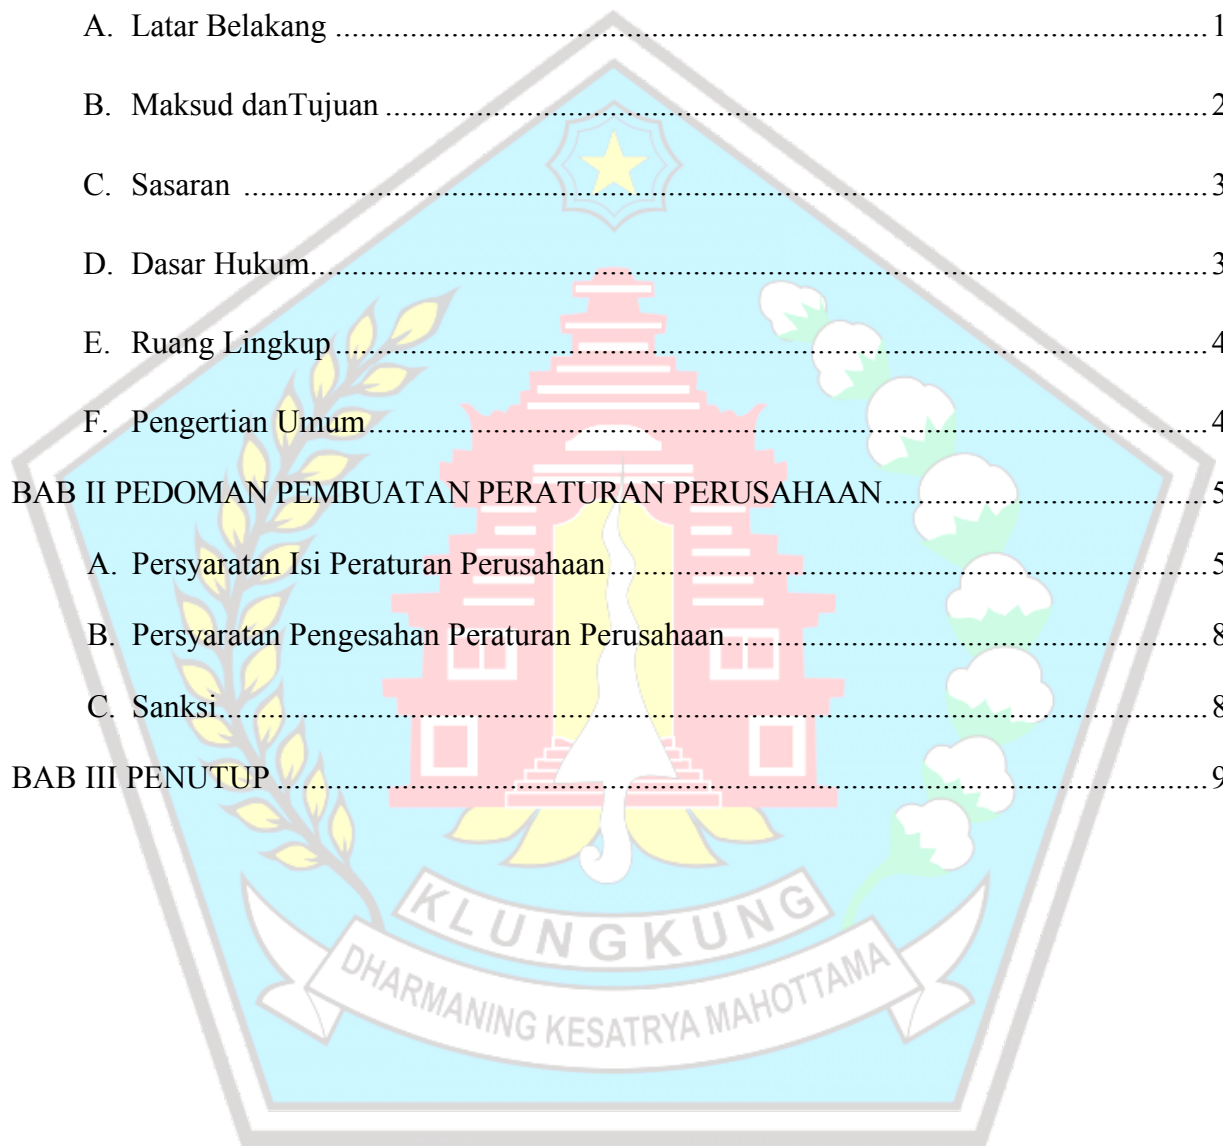 A. Latar Belakang ........................................................................................................... 1
B. Maksud danTujuan ..................................................................................................... 2
C. Sasaran ...................................................................................................................... 3
D. Dasar Hukum.............................................................................................................. 3
E. Ruang Lingkup ........................................................................................................... 4
F. Pengertian Umum....................................................................................................... 4
BAB II PEDOMAN PEMBUATAN PERATURAN PERUSAHAAN........................................ 5
A. Persyaratan Isi Peraturan Perusahaan ......................................................................... 5
B. Persyaratan Pengesahan Peraturan Perusahaan........................................................... 8
C. Sanksi......................................................................................................................... 8
BAB III PENUTUP ................................................................................................................ 9
KLUNGKUNG
DHARMANING KESATRYA MAHOTTAMA